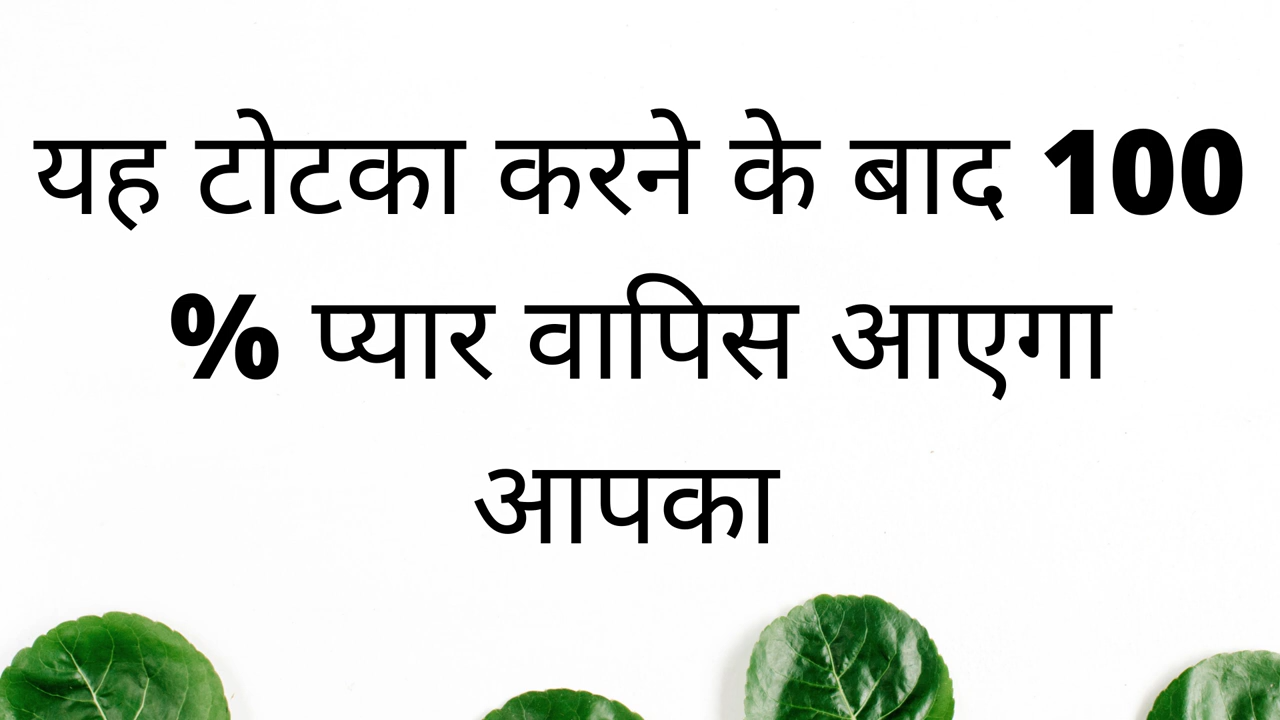 यह टोटका करने के बाद 100
% प्यार वापिस आएगा
आपका